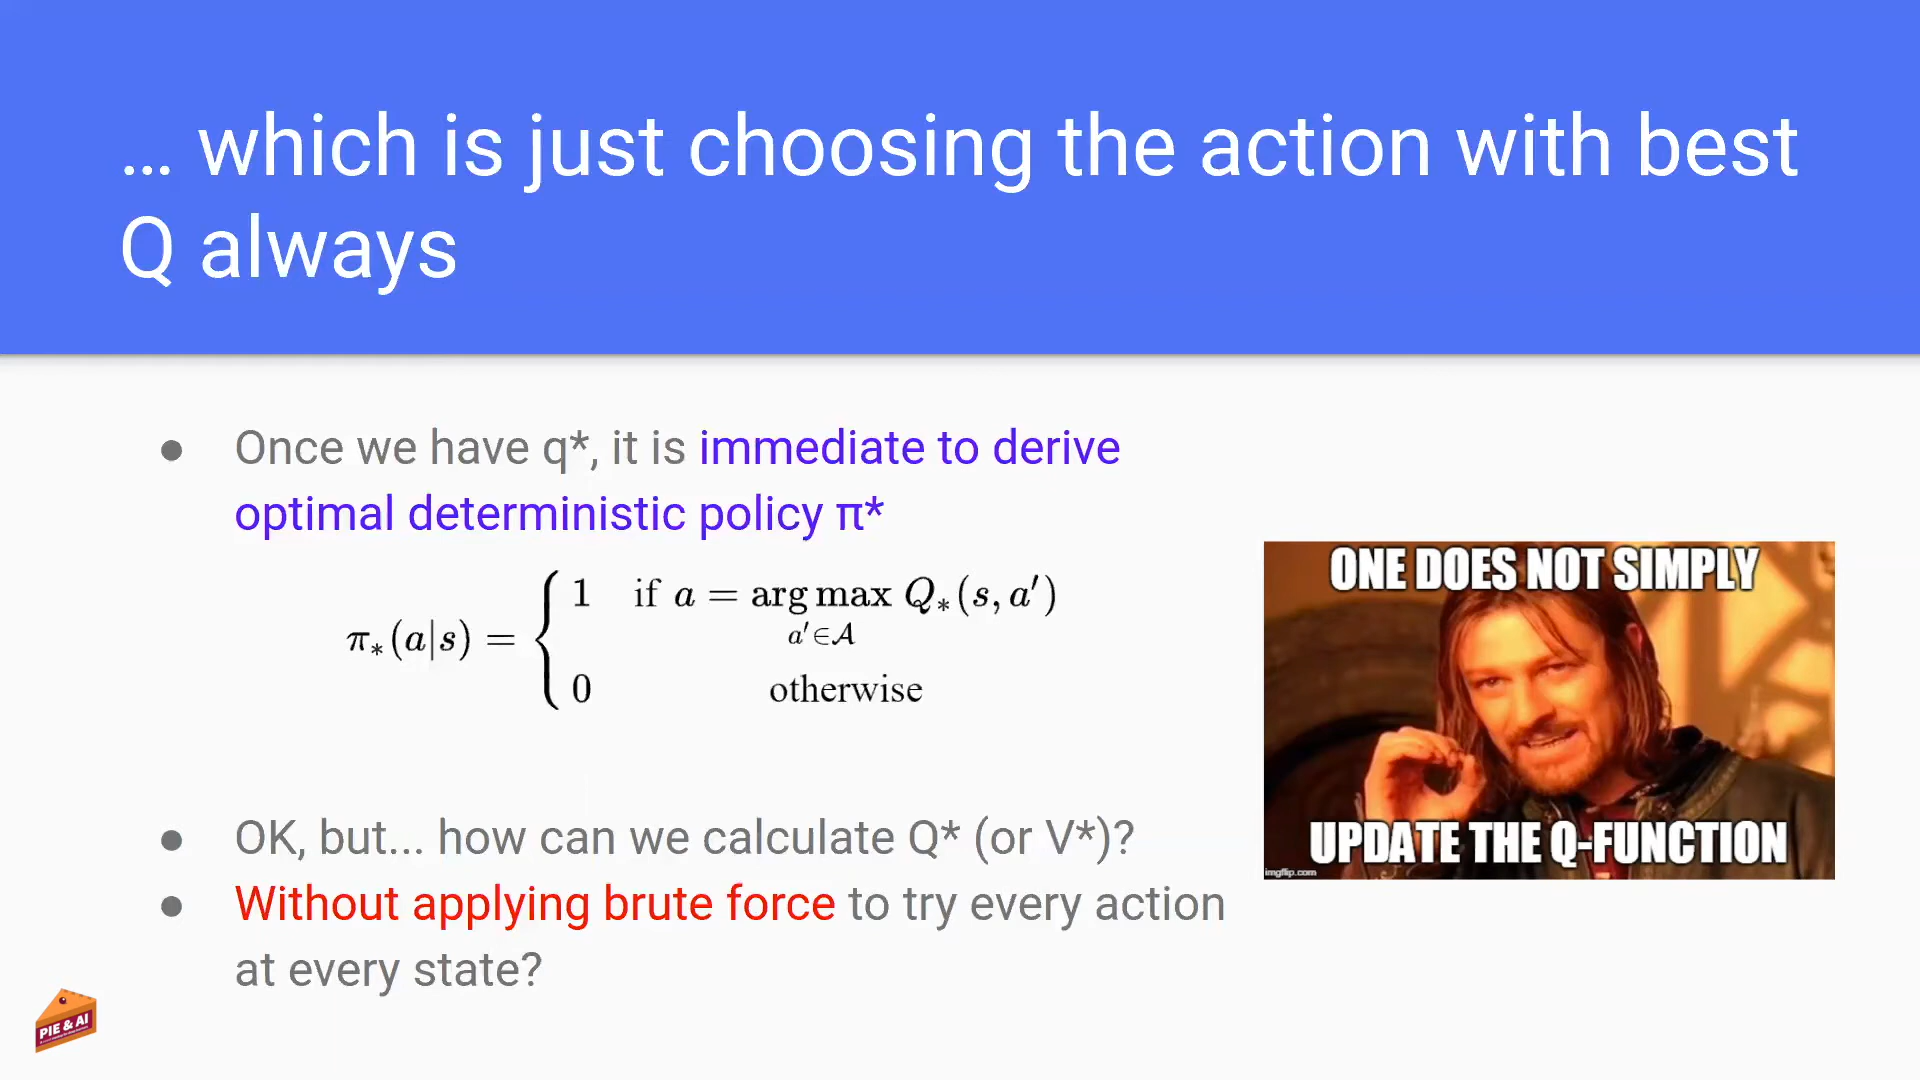 ... which is just choosing the action with best
Q always
● Once we have q*, it is immediate to derive
optimal deterministic policy π*
π∗(a|s) = { 1 if a = arg max Q∗(s, a′)
a′∈𝒜
0 otherwise
ONE DOES NOT SIMPLY
UPDATE THE Q-FUNCTION
imgflip.com
● OK, but... how can we calculate Q* (or V*)?
● Without applying brute force to try every action
at every state?
PIE & AI